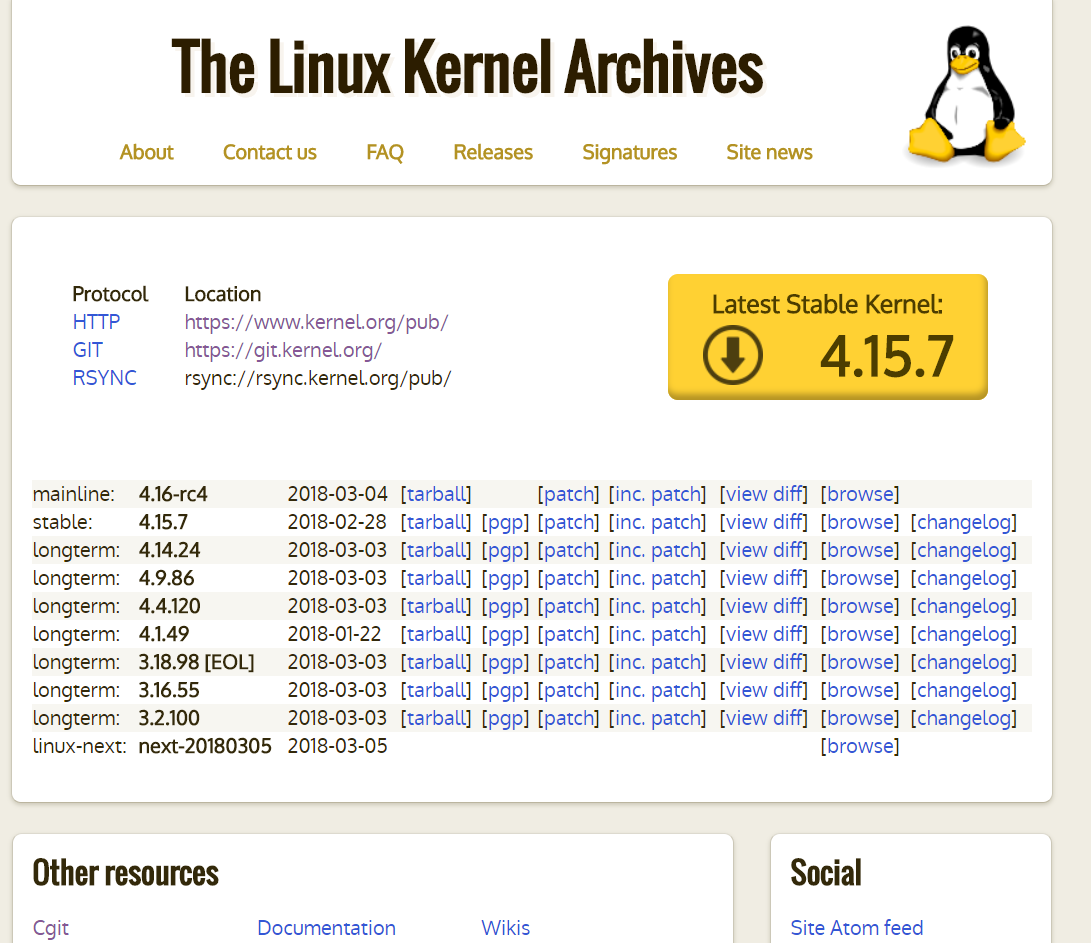 The Linux Kernel Archives
About Contact us FAQ Releases Signatures Site news
Protocol Location
HTTP https://www.kernel.org/pub/
GIT https://git.kernel.org/
RSYNC rsync://rsync.kernel.org/pub/
Latest Stable Kernel:
4.15.7
mainline: 4.16-rc4 2018-03-04 [tarball] [patch] [inc. patch] [view diff] [browse]
stable: 4.15.7 2018-02-28 [tarball] [pgp] [patch] [inc. patch] [view diff] [browse] [changelog]
longterm: 4.14.24 2018-03-03 [tarball] [pgp] [patch] [inc. patch] [view diff] [browse] [changelog]
longterm: 4.9.86 2018-03-03 [tarball] [pgp] [patch] [inc. patch] [view diff] [browse] [changelog]
longterm: 4.4.120 2018-03-03 [tarball] [pgp] [patch] [inc. patch] [view diff] [browse] [changelog]
longterm: 4.1.49 2018-01-22 [tarball] [pgp] [patch] [inc. patch] [view diff] [browse] [changelog]
longterm: 3.18.98 [EOL] 2018-03-03 [tarball] [pgp] [patch] [inc. patch] [view diff] [browse] [changelog]
longterm: 3.16.55 2018-03-03 [tarball] [pgp] [patch] [inc. patch] [view diff] [browse] [changelog]
longterm: 3.2.100 2018-03-03 [tarball] [pgp] [patch] [inc. patch] [view diff] [browse] [changelog]
linux-next: next-20180305 2018-03-05 [browse]
Other resources
Cgit Documentation Wikis
Social
Site Atom feed